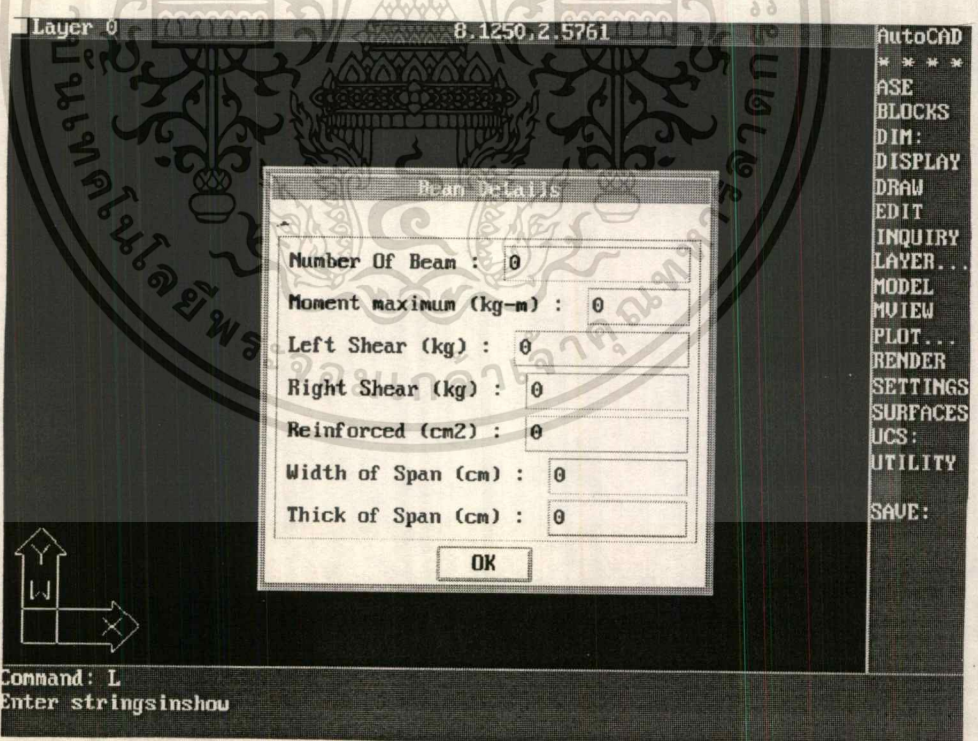 Layer 0 8.1250,2.5761
AutoCAD
* * * *
ASE
BLOCKS
DIM:
DISPLAY
DRAW
EDIT
INQUIRY
LAYER...
MODEL
MVIEW
PLOT...
RENDER
SETTINGS
SURFACES
UCS:
UTILITY
SAVE:
Beam Details
Number Of Beam : 0
Moment maximum (kg-m) : 0
Left Shear (kg) : 0
Right Shear (kg) : 0
Reinforced (cm2) : 0
Width of Span (cm) : 0
Thick of Span (cm) : 0
OK
Y
W
X
Command: L
Enter stringsinshow